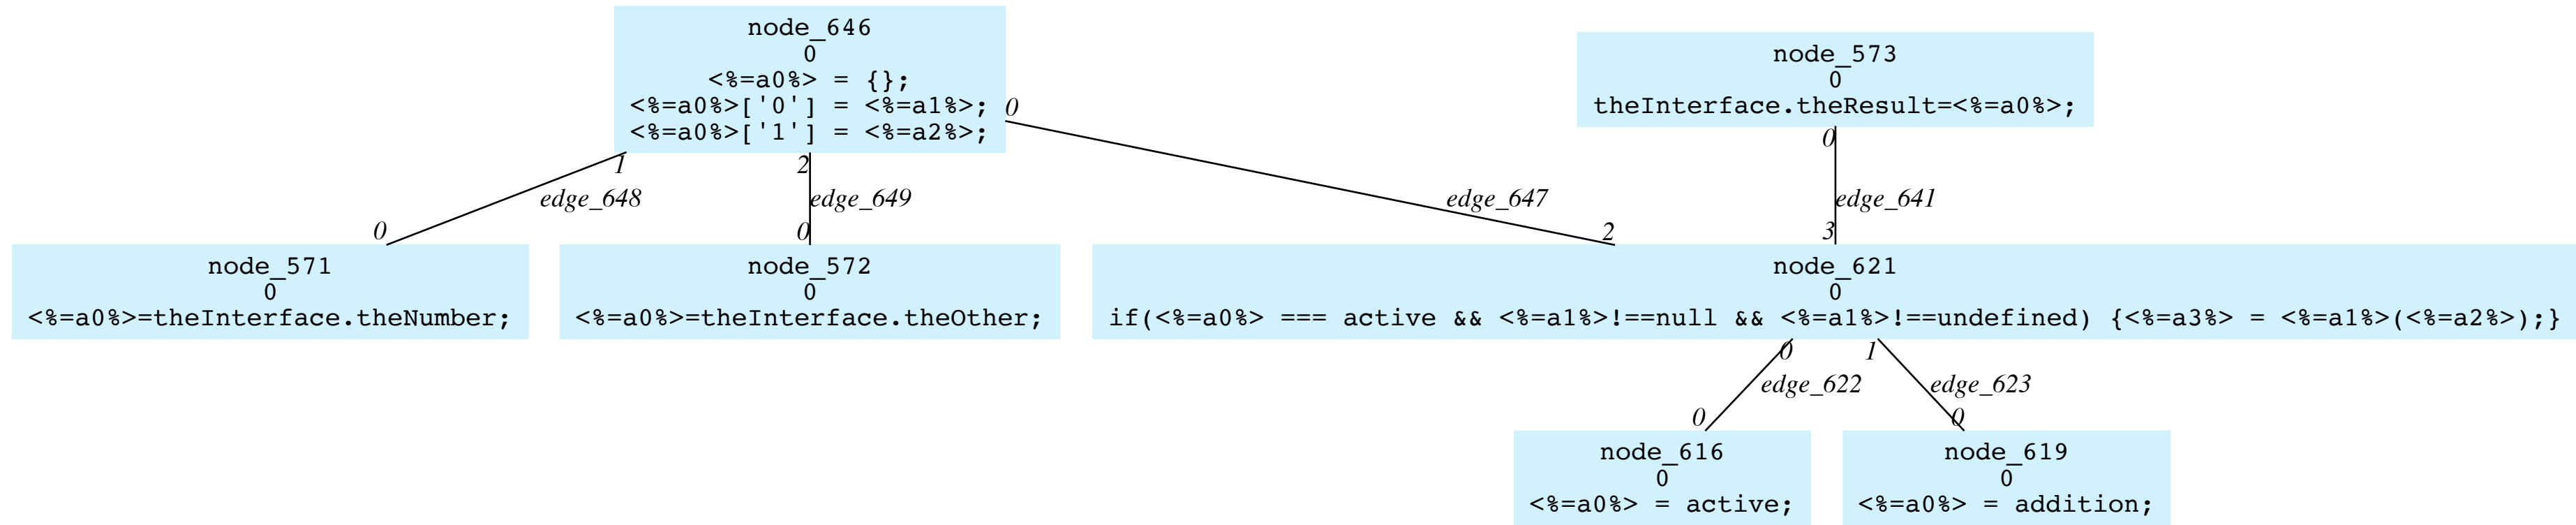 node_646
0
<%=a0%> = {};
<%=a0%>['0'] = <%=a1%>;
<%=a0%>['1'] = <%=a2%>;
node_573
0
theInterface.theResult=<%=a0%>;
0
1
2
0
edge_648
edge_649
edge_647
edge_641
0
0
2
3
node_571
0
<%=a0%>=theInterface.theNumber;
node_572
0
<%=a0%>=theInterface.theOther;
node_621
0
if(<%=a0%> === active && <%=a1%>!==null && <%=a1%>!==undefined) {<%=a3%> = <%=a1%>(<%=a2%>);}
0
1
edge_622
edge_623
0
0
node_616
0
<%=a0%> = active;
node_619
0
<%=a0%> = addition;